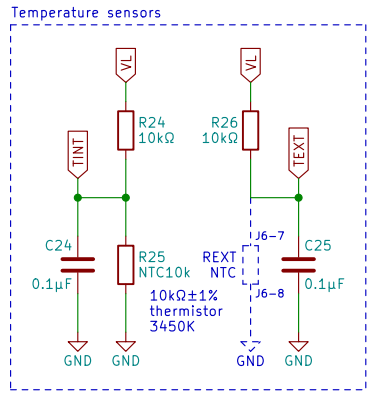 Temperature sensors
VL
VL
R24
10kΩ
R26
10kΩ
TINT
TEXT
C24
0.1µF
R25
NTC10k
J6-7
REXT
NTC
J6-8
C25
0.1µF
10kΩ±1%
thermistor
3450K
GND
GND
GND
GND